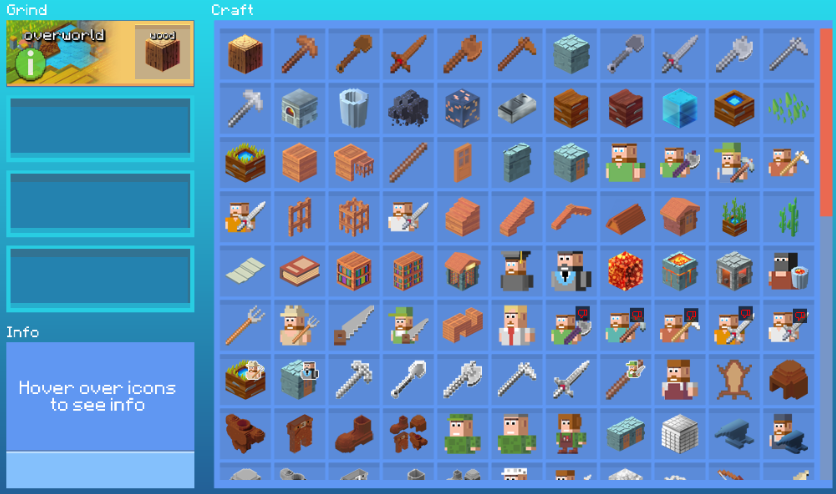 Grind
Craft
overworld
wood
i
Info
Hover over icons
to see info